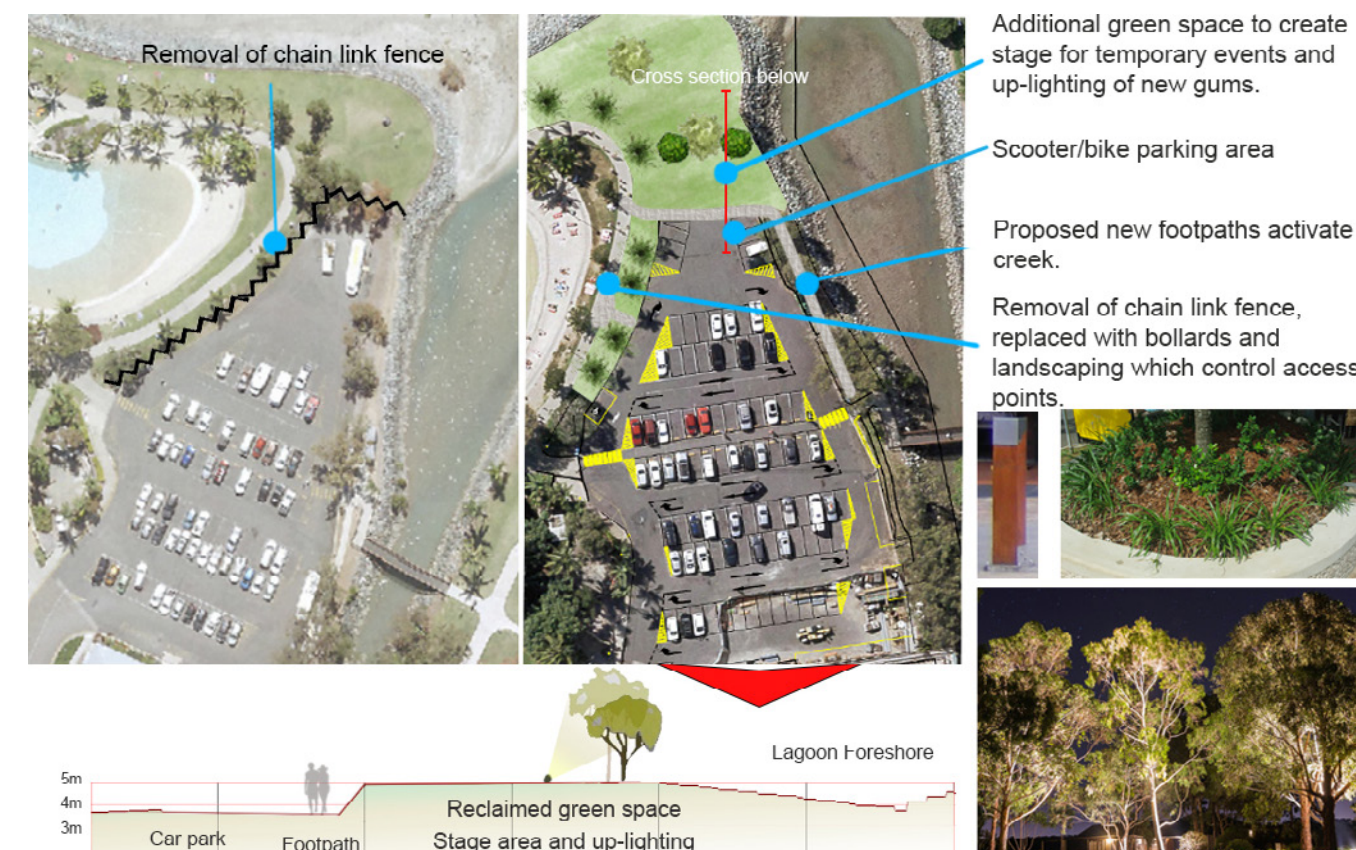 Removal of chain link fence
Cross section below
Additional green space to create
stage for temporary events and
up-lighting of new gums.
Scooter/bike parking area
Proposed new footpaths activate
creek.
Removal of chain link fence,
replaced with bollards and
landscaping which control access
points.
Lagoon Foreshore
5m
4m
3m
Reclaimed green space
Stage area and up-lighting
Car park
Footpath